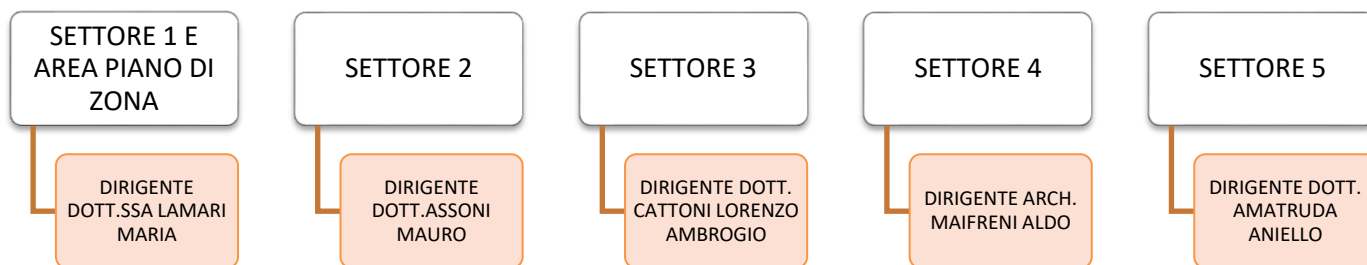 SETTORE 1 E
AREA PIANO DI
ZONA
DIRIGENTE
DOTT.SSA LAMARI
MARIA
SETTORE 2
DIRIGENTE
DOTT.ASSONI
MAURO
SETTORE 3
DIRIGENTE DOTT.
CATTONI LORENZO
AMBROGIO
SETTORE 4
DIRIGENTE ARCH.
MAIFRENI ALDO
SETTORE 5
DIRIGENTE DOTT.
AMATRUDA
ANIELLO